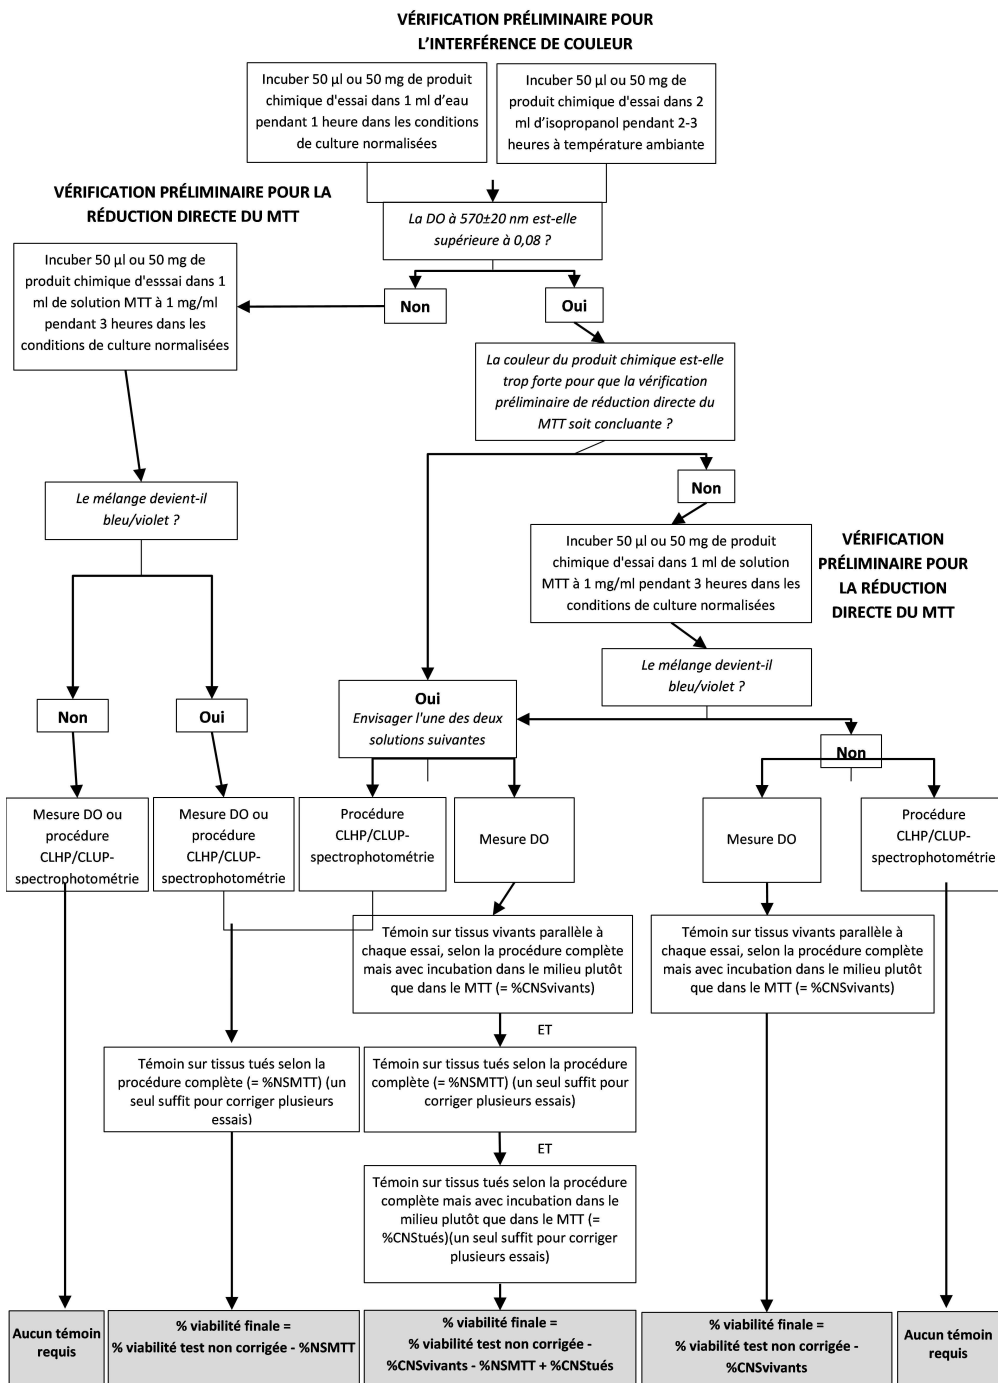 VÉRIFICATION PRÉLIMINAIRE POUR
L'INTERFÉRENCE DE COULEUR
Incuber 50 µl ou 50 mg de produit
chimique d'essai dans 1 ml d'eau
pendant 1 heure dans les conditions
de culture normalisées
Incuber 50 µl ou 50 mg de
produit chimique d'essai dans 2
ml d'isopropanol pendant 2-3
heures à température ambiante
VÉRIFICATION PRÉLIMINAIRE POUR LA
RÉDUCTION DIRECTE DU MTT
La DO à 570±20 nm est-elle
supérieure à 0,08 ?
Incuber 50 µl ou 50 mg de
produit chimique d'esssai dans 1
ml de solution MTT à 1 mg/ml
pendant 3 heures dans les
conditions de culture normalisées
Non
Oui
La couleur du produit chimique est-elle
trop forte pour que la vérification
préliminaire de réduction directe du
MTT soit concluante ?
Non
Le mélange devient-il
bleu/violet ?
Incuber 50 µl ou 50 mg de produit
chimique d'essai dans 1 ml de solution
MTT à 1 mg/ml pendant 3 heures dans les
conditions de culture normalisées
VÉRIFICATION
PRÉLIMINAIRE POUR
LA RÉDUCTION
DIRECTE DU MTT
Le mélange devient-il
bleu/violet ?
Non
Oui
Oui
Envisager l'une des deux
solutions suivantes
Non
Mesure DO ou
procédure
CLHP/CLUP-
spectrophotométrie
Mesure DO ou
procédure
CLHP/CLUP-
spectrophotométrie
Procédure
CLHP/CLUP-
spectrophotométrie
Mesure DO
Mesure DO
Procédure
CLHP/CLUP-
spectrophotométrie
Témoin sur tissus vivants parallèle à
chaque essai, selon la procédure complète
mais avec incubation dans le milieu plutôt
que dans le MTT (= %CNSvivants)
Témoin sur tissus vivants parallèle à
chaque essai, selon la procédure complète
mais avec incubation dans le milieu plutôt
que dans le MTT (= %CNSvivants)
ET
Témoin sur tissus tués selon la
procédure complète (= %NSMTT) (un
seul suffit pour corriger plusieurs
essais)
Témoin sur tissus tués selon la procédure
complète (= %NSMTT) (un seul suffit pour
corriger plusieurs essais)
ET
Témoin sur tissus tués selon la procédure
complète mais avec incubation dans le
milieu plutôt que dans le MTT (=
%CNStués)(un seul suffit pour corriger
plusieurs essais)
Aucun témoin
requis
% viabilité finale =
% viabilité test non corrigée - %NSMTT
% viabilité finale =
% viabilité test non corrigée -
%CNSvivants - %NSMTT + %CNStués
% viabilité finale =
% viabilité test non corrigée -
%CNSvivants
Aucun témoin
requis